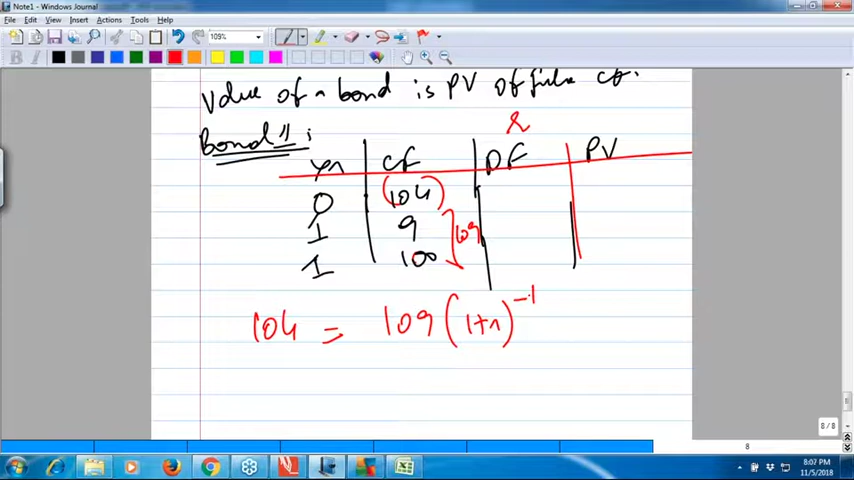 Note1 - Windows Journal
File Edit View Insert Actions Tools Help
109%
B I
Value of a bond is PV of cf.
Bond 1:
r
Yr cf DF PV
0 (104)
1 9 109
1 100
104 = 109 (1+r)^-1
8/8
8
8:07 PM
11/5/2018